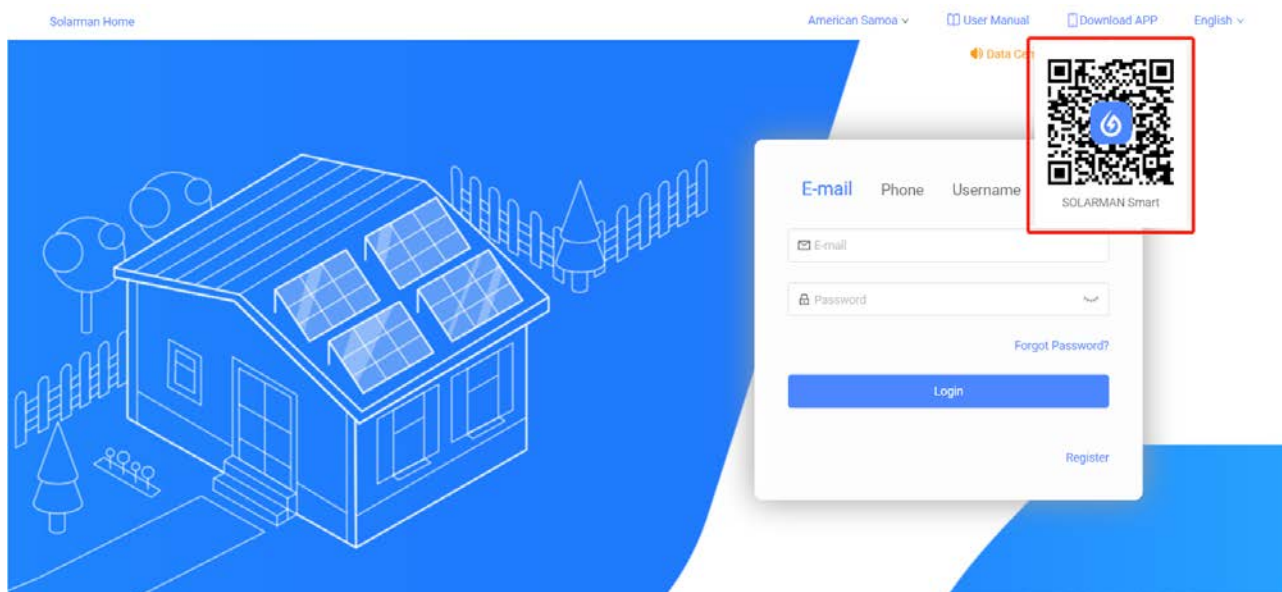 Solarman Home
American Samoa
User Manual
Download APP
English
Data Cen
SOLARMAN Smart
E-mail
Phone
Username
E-mail
Password
Forgot Password?
Login
Register